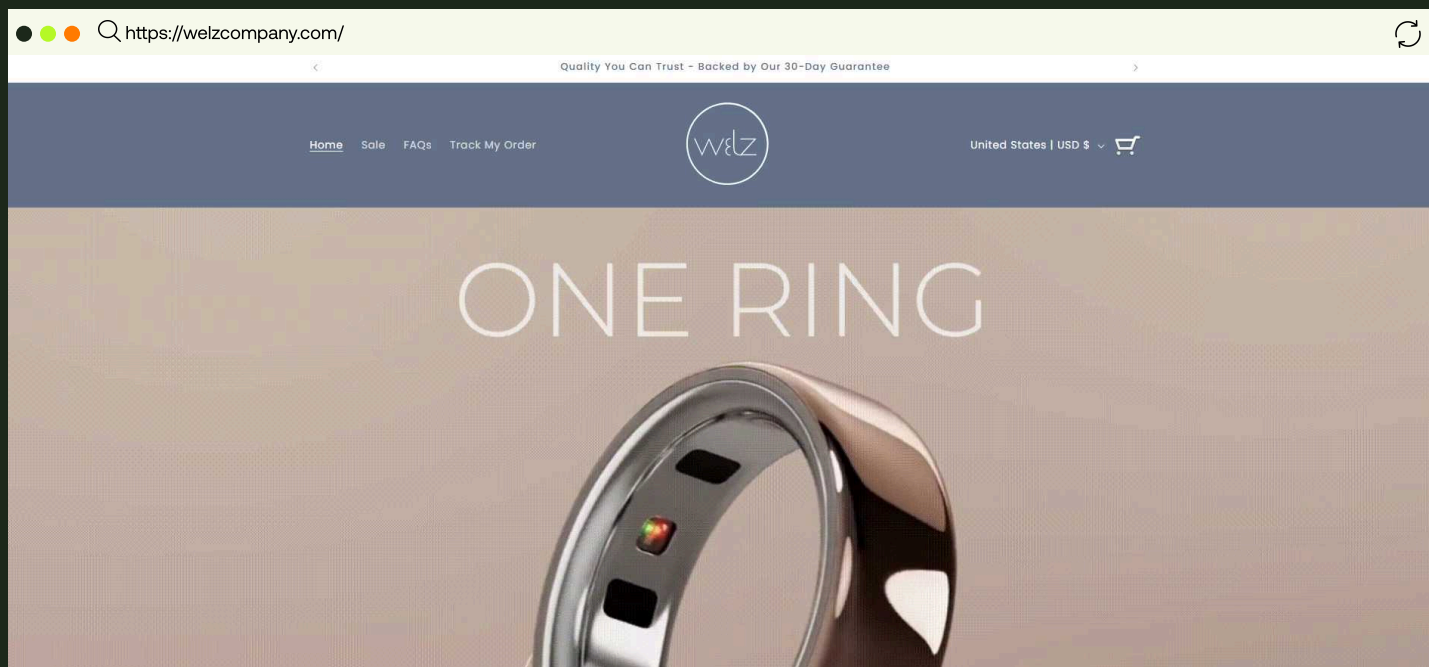 https://welzcompany.com/
Quality You Can Trust - Backed by Our 30-Day Guarantee
Home Sale FAQs Track My Order
welz
United States | USD $
ONE RING